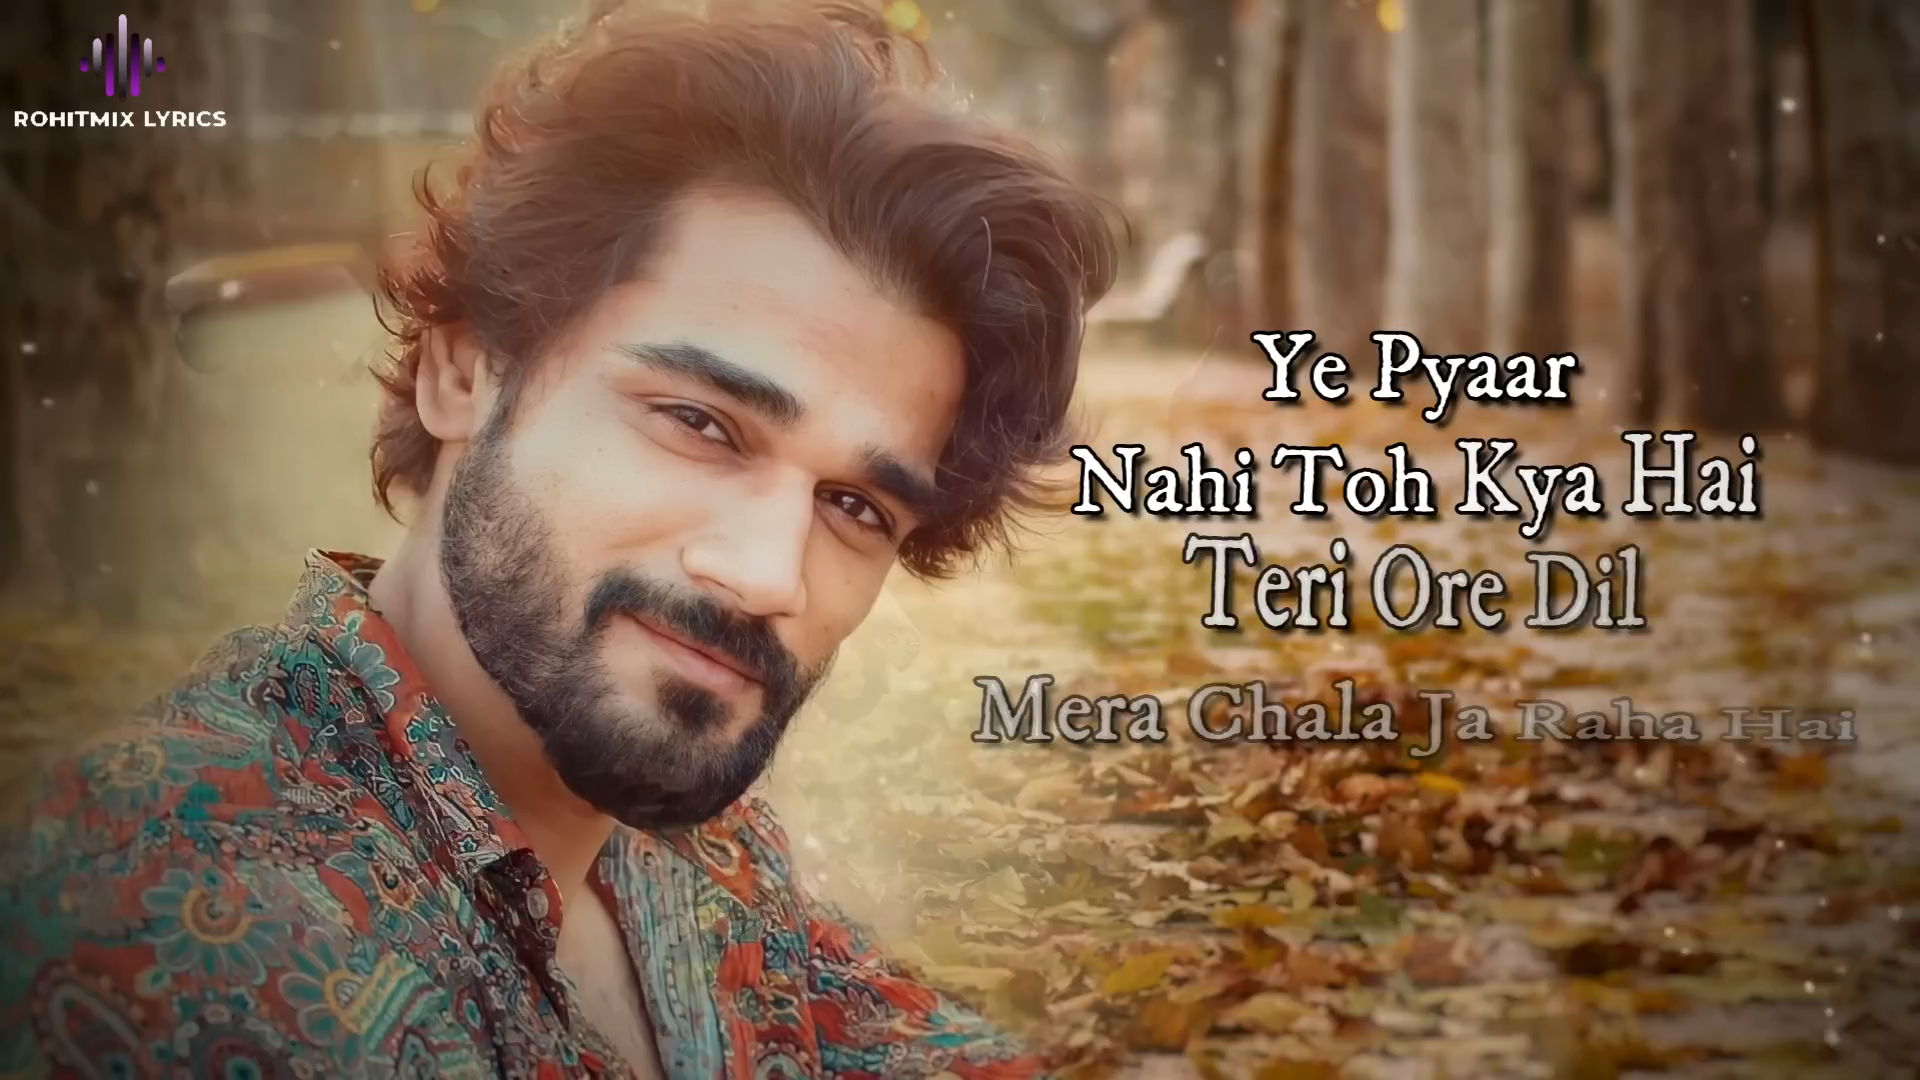 ROHITMIX LYRICS
Ye Pyaar
Nahi Toh Kya Hai
Teri Ore Dil
Mera Chala Ja Raha Hai